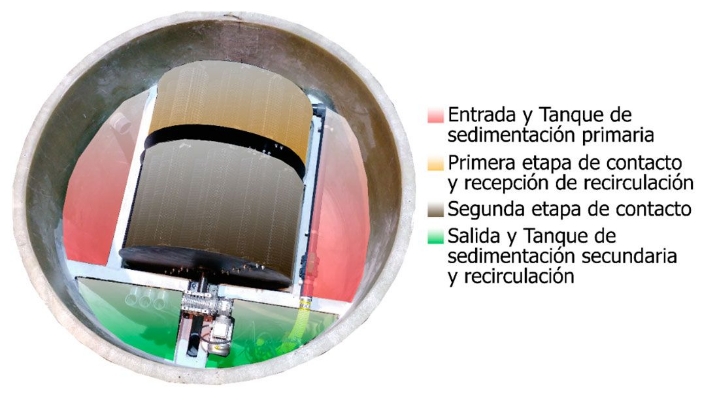 Entrada y Tanque de
sedimentación primaria
Primera etapa de contacto
y recepción de recirculación
Segunda etapa de contacto
Salida y Tanque de
sedimentación secundaria
y recirculación